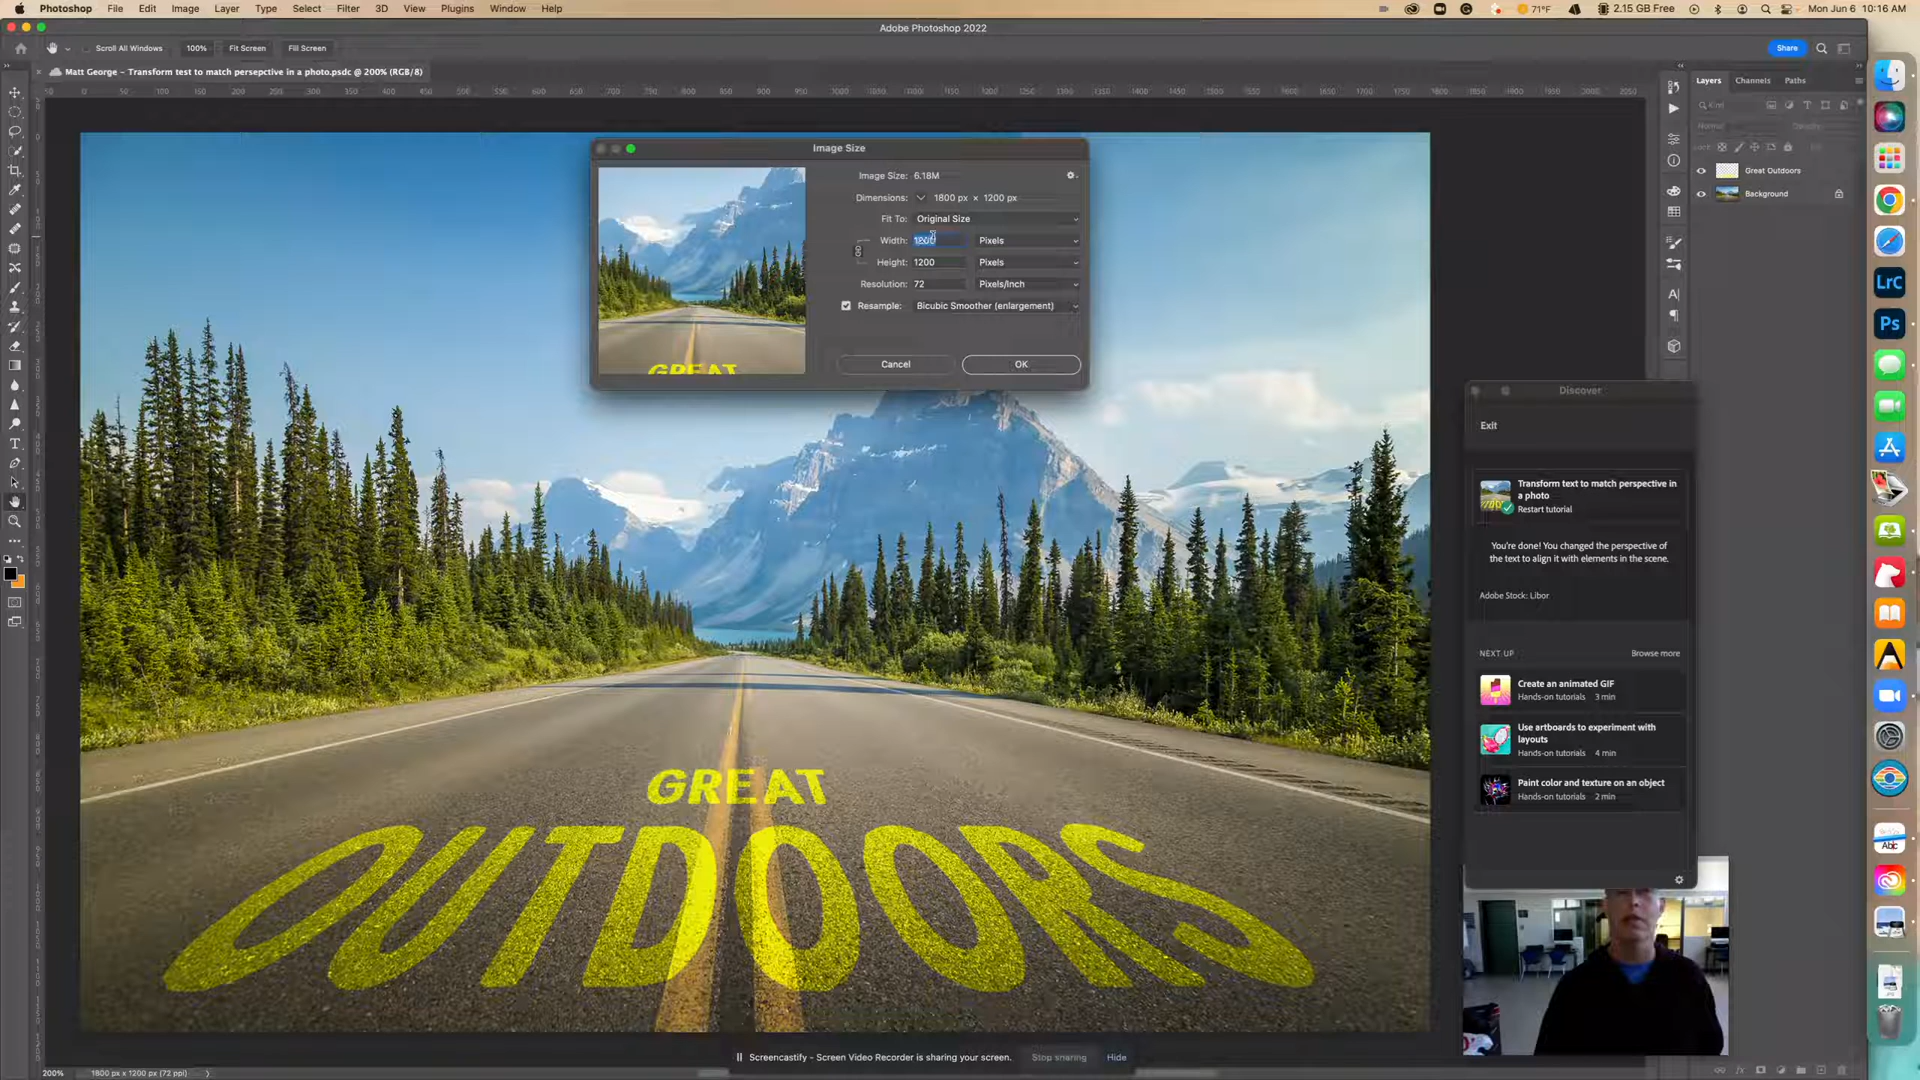 Photoshop File Edit Image Layer Type Select Filter 3D View Plugins Window Help 71°F 2.15 GB Free Mon Jun 6 10:16 AM
Adobe Photoshop 2022
Scroll All Windows 100% Fit Screen Fill Screen Share
Matt George – Transform test to match persepctive in a photo.psdc @ 200% (RGB/8)
Layers Channels Paths
Image Size
Image Size: 6.18M
Dimensions: 1800 px × 1200 px
Fit To: Original Size
Width: Pixels
Height: 1200 Pixels
Resolution: 72 Pixels/Inch
Resample: Bicubic Smoother (enlargement)
Cancel OK
GREAT
Great Outdoors
Background
LrC
Ps
Discover
Exit
Transform text to match perspective in a photo
Restart tutorial
You're done! You changed the perspective of
the text to align it with elements in the scene.
Adobe Stock: Libor
NEXT UP Browse more
Create an animated GIF
Hands-on tutorials 3 min
Use artboards to experiment with
layouts
Hands-on tutorials 4 min
Paint color and texture on an object
Hands-on tutorials 2 min
GREAT
OUTDOORS
Abc
Screencastify - Screen Video Recorder is sharing your screen. Stop sharing Hide
200% 1800 px x 1200 px (72 ppi)